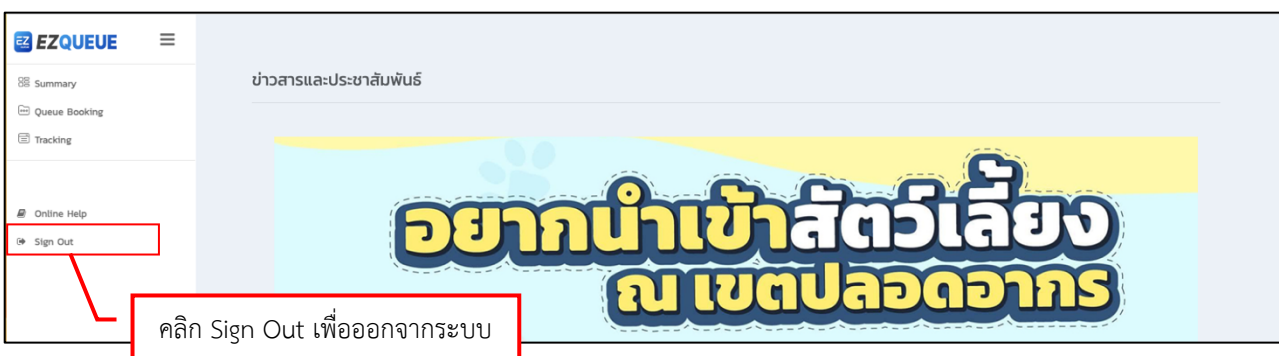 EZ EZQUEUE
Summary
Queue Booking
Tracking
Online Help
Sign Out
ข่าวสารและประชาสัมพันธ์
อยากนำเข้าสัตว์เลี้ยง
ณ เขตปลอดอากร
คลิก Sign Out เพื่อออกจากระบบ